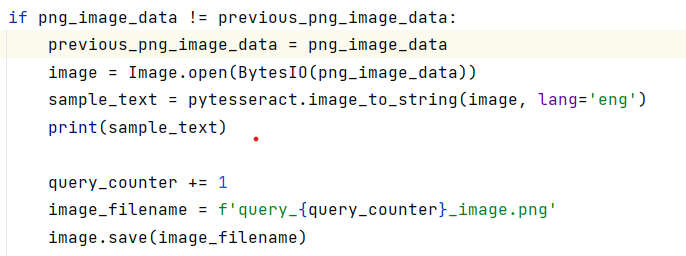 if png_image_data != previous_png_image_data:
    previous_png_image_data = png_image_data
    image = Image.open(BytesIO(png_image_data))
    sample_text = pytesseract.image_to_string(image, lang='eng')
    print(sample_text)

    query_counter += 1
    image_filename = f'query_{query_counter}_image.png'
    image.save(image_filename)